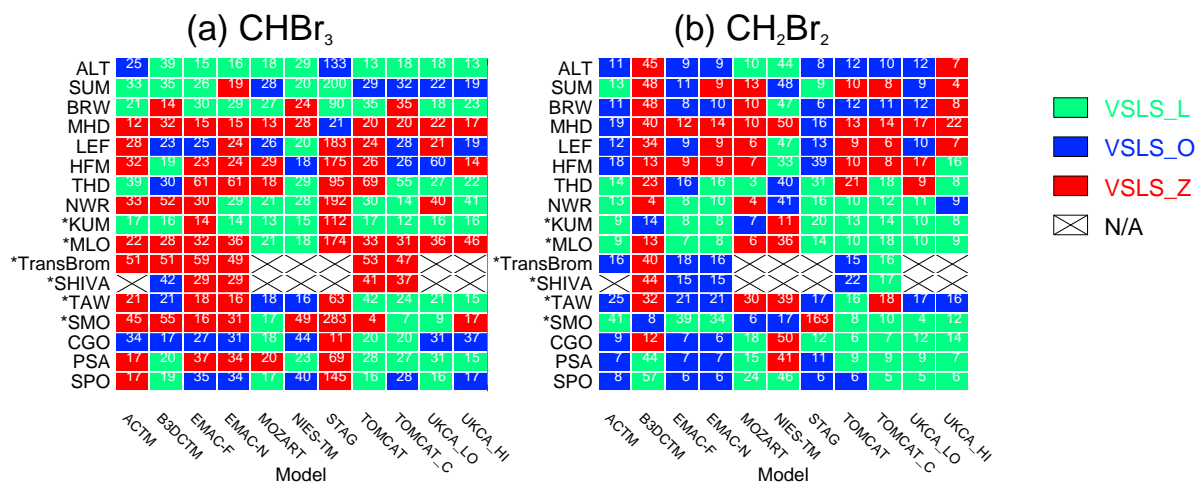 (a) CHBr3
(b) CH2Br2
ALT 25 39 15 16 18 29 133 13 18 18 13
SUM 33 35 26 19 28 20 200 29 32 22 19
BRW 21 14 30 29 27 24 90 35 35 18 23
MHD 12 32 15 15 13 28 21 20 20 22 17
LEF 28 23 25 24 26 20 183 24 28 21 19
HFM 32 19 23 24 29 18 175 26 26 60 14
THD 39 30 61 61 18 29 95 69 55 27 22
NWR 33 52 30 29 21 28 192 30 14 40 41
*KUM 17 16 14 14 13 15 112 12 12 16 16
*MLO 22 28 32 36 21 18 174 33 31 36 46
*TransBrom 51 51 59 49 53 47
*SHIVA 42 29 29 41 37
*TAW 21 21 18 16 18 16 63 42 24 21 15
*SMO 45 55 16 31 17 49 283 4 7 9 17
CGO 34 17 27 31 18 44 11 20 20 31 37
PSA 17 20 37 34 20 23 69 28 27 31 15
SPO 17 19 35 34 17 40 145 16 28 16 17
ACTM
B3DCTM
EMAC-F
EMAC-N
MOZART
NIES-TM
STAG
TOMCAT
TOMCAT_C
UKCA_LO
UKCA_HI
Model
ALT 11 45 9 9 10 44 8 12 10 12 7
SUM 13 48 11 9 13 48 9 10 8 9 4
BRW 11 48 8 10 10 47 6 12 11 12 8
MHD 19 40 12 14 10 50 16 13 14 17 22
LEF 12 34 9 9 6 47 13 9 6 10 7
HFM 18 13 9 9 7 33 39 10 8 7 16
THD 14 23 16 16 3 40 31 21 18 9 8
NWR 13 4 8 10 4 41 16 10 12 11 9
*KUM 9 14 8 8 7 11 20 13 14 10 8
*MLO 9 13 7 8 6 36 14 10 18 10 9
*TransBrom 16 40 18 16 15 16
*SHIVA 44 15 15 22 17
*TAW 25 32 21 21 30 39 17 16 18 17 16
*SMO 41 8 39 34 6 17 163 8 10 4 12
CGO 9 12 7 6 18 50 12 6 7 12 14
PSA 7 44 7 7 15 41 11 9 9 9 7
SPO 8 57 6 6 24 46 6 6 5 5 6
ACTM
B3DCTM
EMAC-F
EMAC-N
MOZART
NIES-TM
STAG
TOMCAT
TOMCAT_C
UKCA_LO
UKCA_HI
Model
VSLS_L
VSLS_O
VSLS_Z
N/A